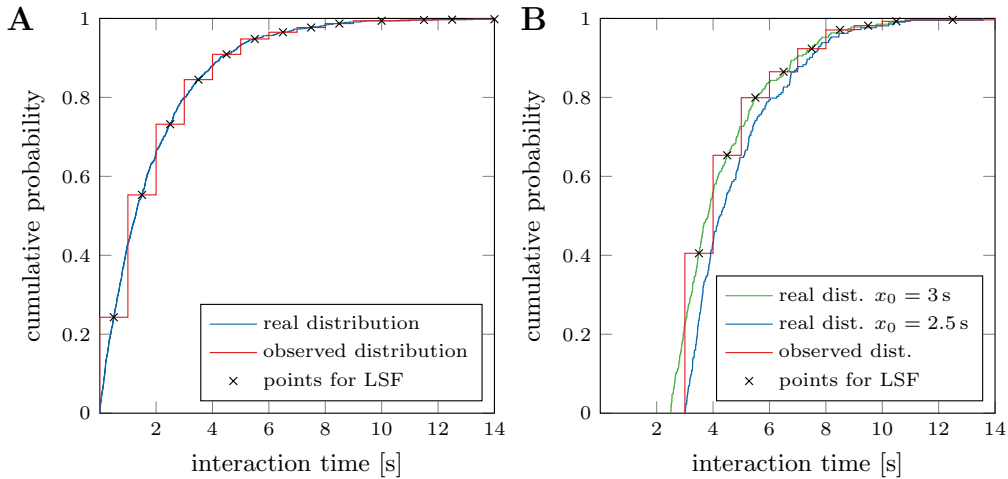 A
cumulative probability
1
0.8
0.6
0.4
0.2
0
2 4 6 8 10 12 14
interaction time [s]
real distribution
observed distribution
points for LSF
B
cumulative probability
1
0.8
0.6
0.4
0.2
0
2 4 6 8 10 12 14
interaction time [s]
real dist. x₀ = 3 s
real dist. x₀ = 2.5 s
observed dist.
points for LSF